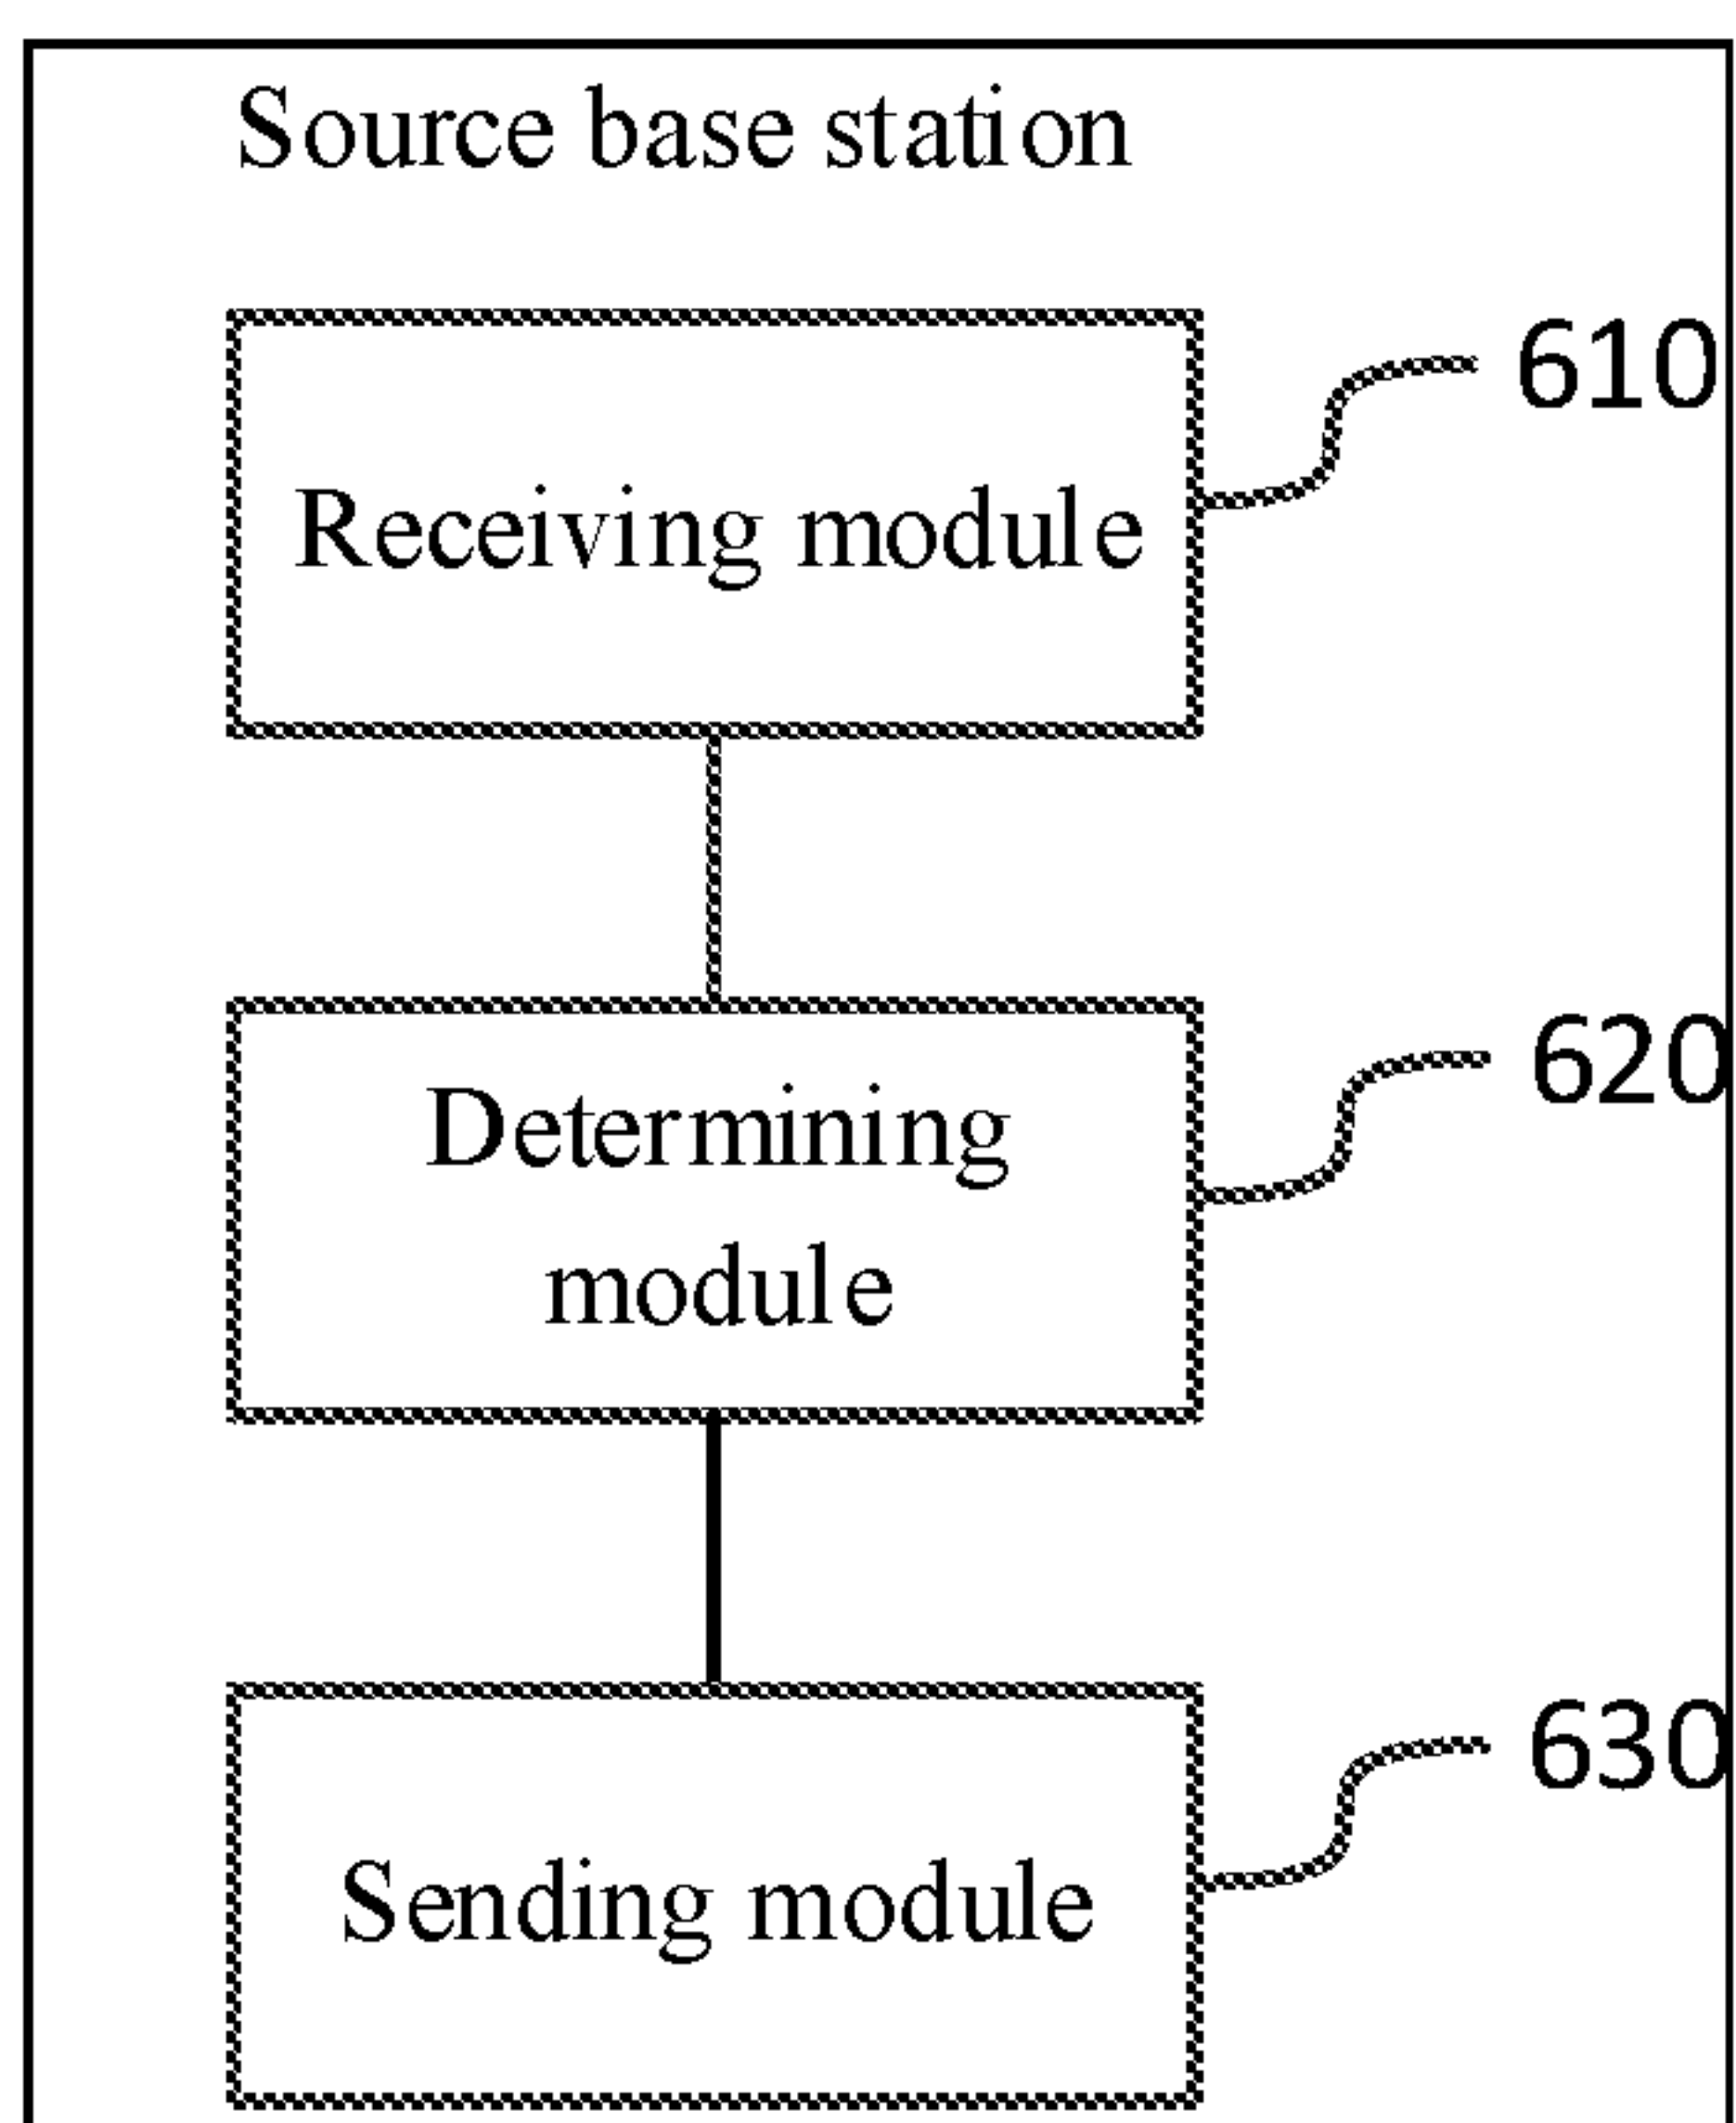 Source base station
Receiving module
610
Determining
module
620
Sending module
630